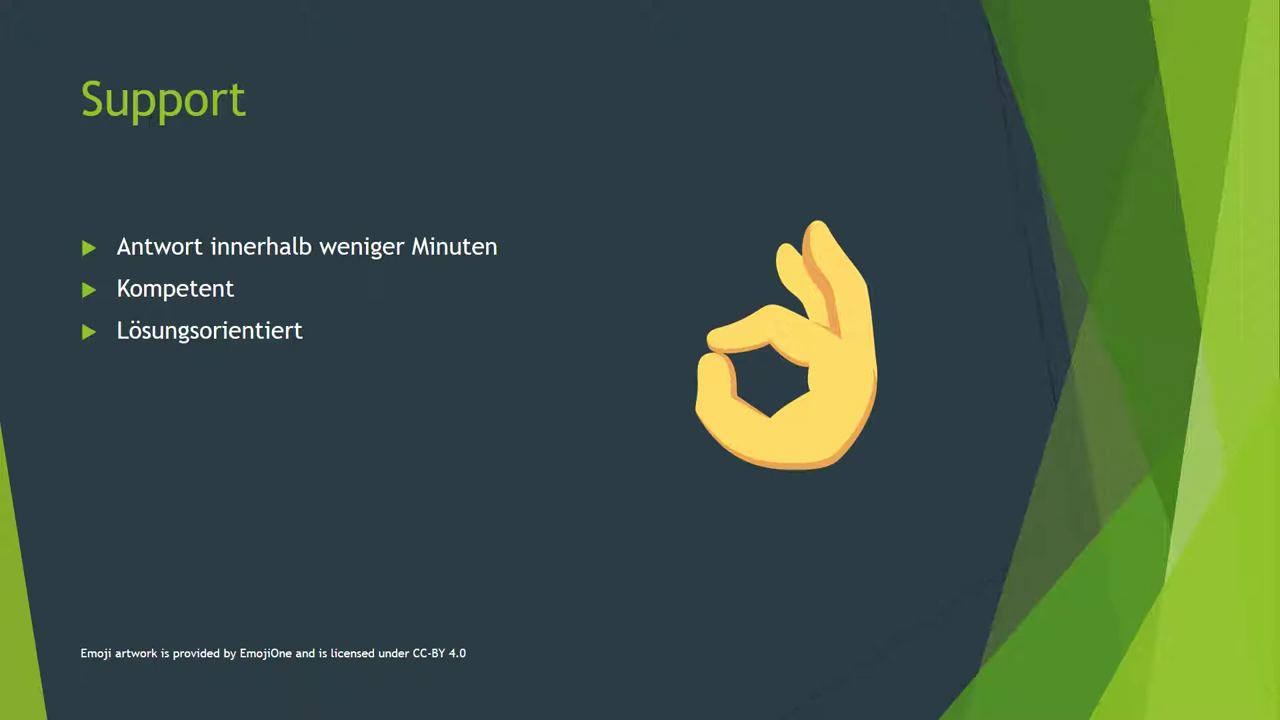 Support
Antwort innerhalb weniger Minuten
Kompetent
Lösungsorientiert
Emoji artwork is provided by EmojiOne and is licensed under CC-BY 4.0